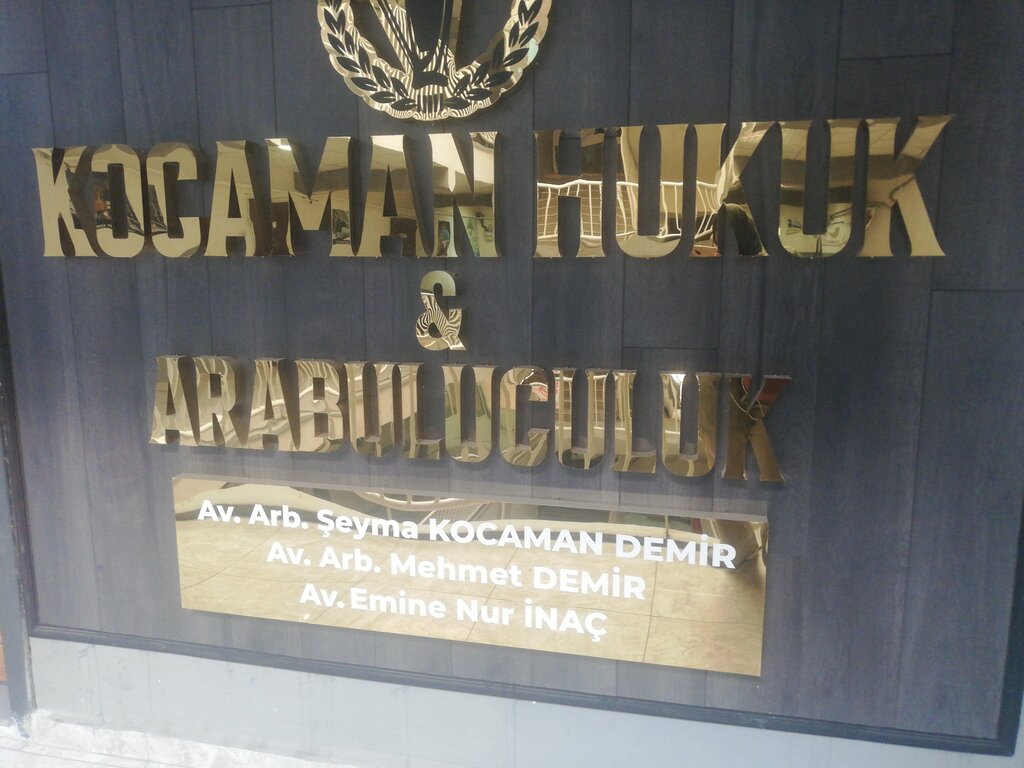 KOCAMAN HUKUK
&
ARABULUCULUK
Av. Arb. Şeyma KOCAMAN DEMİR
Av. Arb. Mehmet DEMİR
Av. Emine Nur İNAÇ